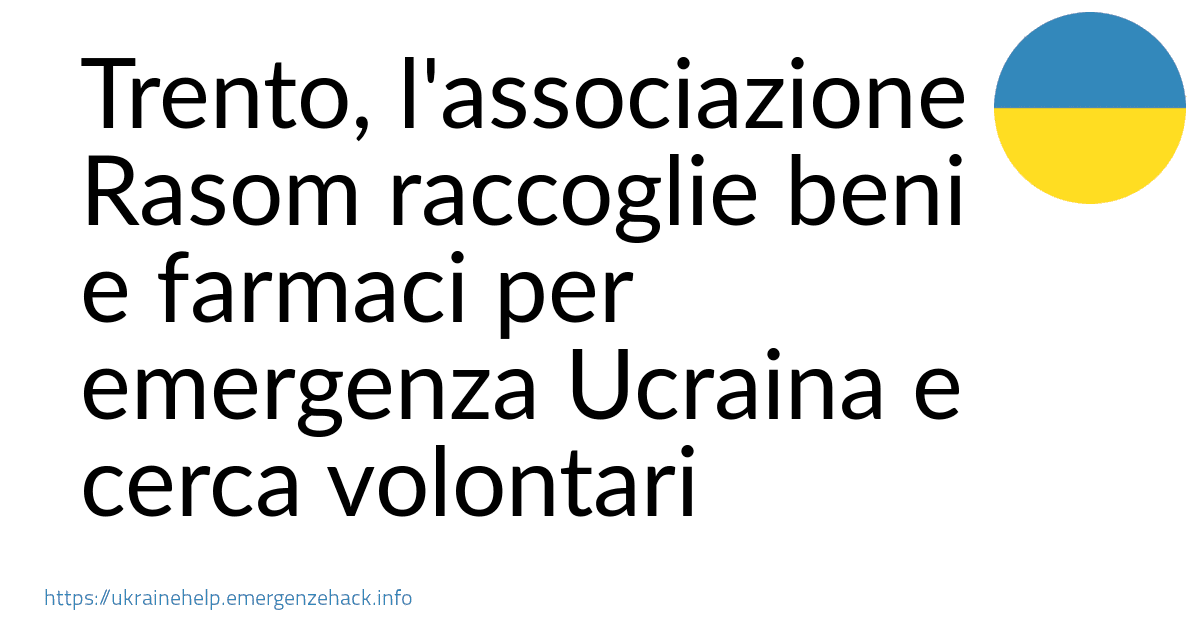 Trento, l'associazione
Rasom raccoglie beni
e farmaci per
emergenza Ucraina e
cerca volontari
https://ukrainehelp.emergenzehack.info